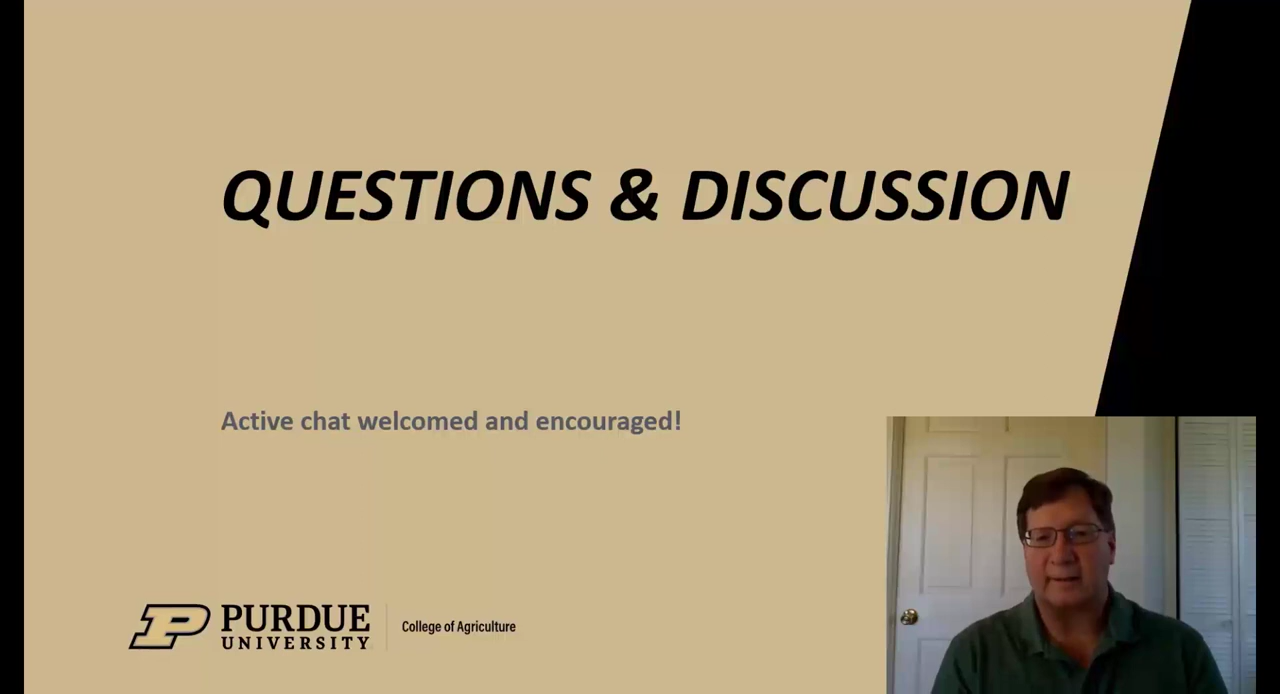 QUESTIONS & DISCUSSION
Active chat welcomed and encouraged!
P PURDUE
UNIVERSITY
College of Agriculture